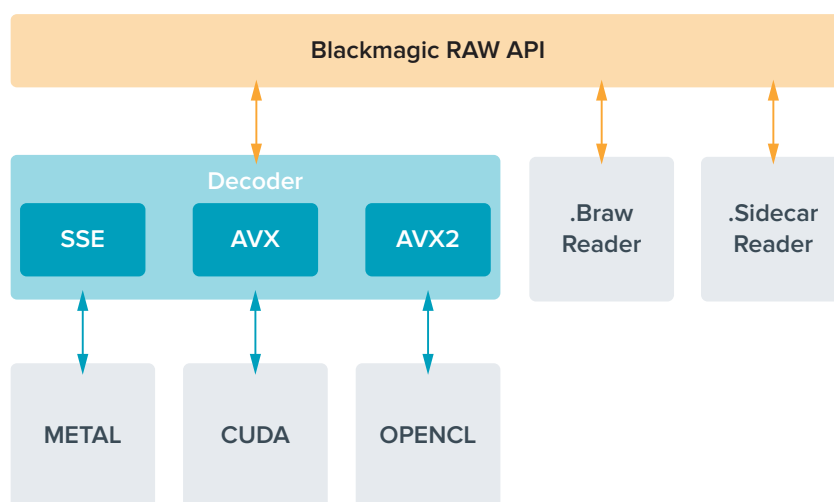 Blackmagic RAW API
Decoder
SSE
AVX
AVX2
.Braw
Reader
.Sidecar
Reader
METAL
CUDA
OPENCL